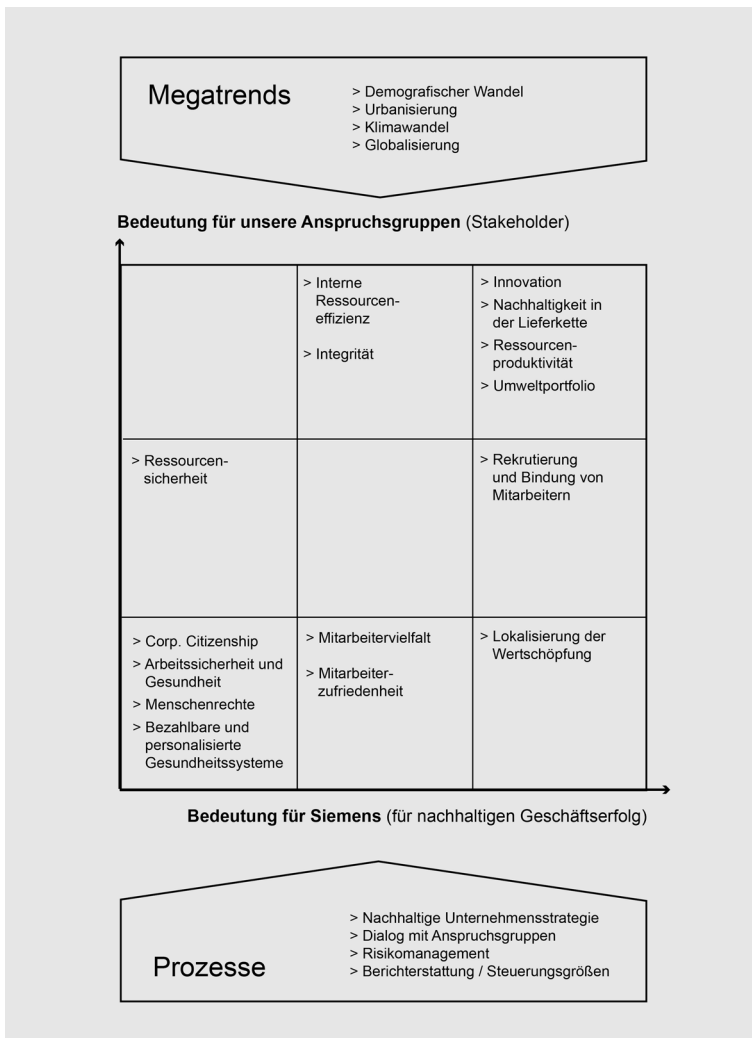 Megatrends
> Demografischer Wandel
> Urbanisierung
> Klimawandel
> Globalisierung
Bedeutung für unsere Anspruchsgruppen (Stakeholder)
> Interne
Ressourcen-
effizienz
> Integrität
> Innovation
> Nachhaltigkeit in
der Lieferkette
> Ressourcen-
produktivität
> Umweltportfolio
> Ressourcen-
sicherheit
> Rekrutierung
und Bindung von
Mitarbeitern
> Corp. Citizenship
> Arbeitssicherheit und
Gesundheit
> Menschenrechte
> Bezahlbare und
personalisierte
Gesundheitssysteme
> Mitarbeitervielfalt
> Mitarbeiter-
zufriedenheit
> Lokalisierung der
Wertschöpfung
Bedeutung für Siemens (für nachhaltigen Geschäftserfolg)
Prozesse
> Nachhaltige Unternehmensstrategie
> Dialog mit Anspruchsgruppen
> Risikomanagement
> Berichterstattung / Steuerungsgrößen